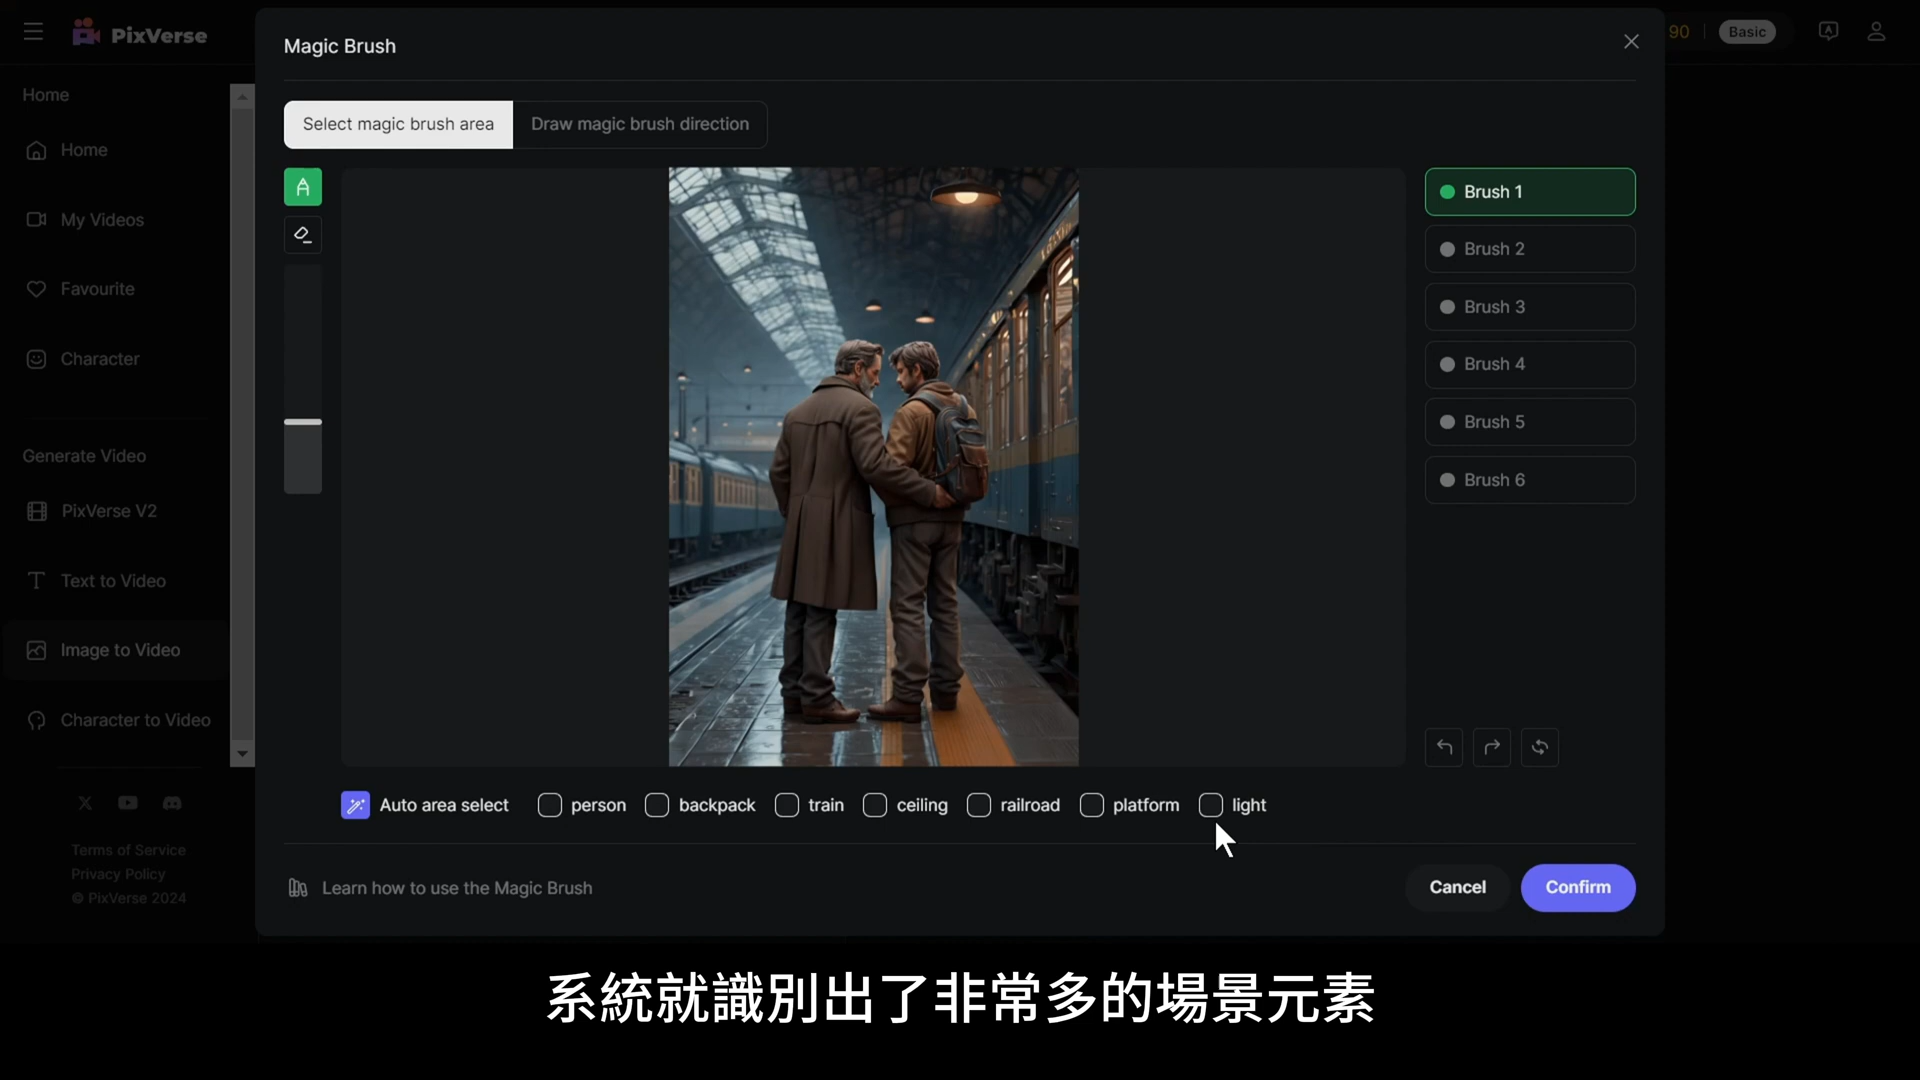 PixVerse
Magic Brush
90
Basic
Home
Select magic brush area
Draw magic brush direction
Home
My Videos
Favourite
Character
Generate Video
PixVerse V2
Text to Video
Image to Video
Character to Video
Brush 1
Brush 2
Brush 3
Brush 4
Brush 5
Brush 6
Auto area select
person
backpack
train
ceiling
railroad
platform
light
Terms of Service
Privacy Policy
© PixVerse 2024
Learn how to use the Magic Brush
Cancel
Confirm
系統就識別出了非常多的場景元素